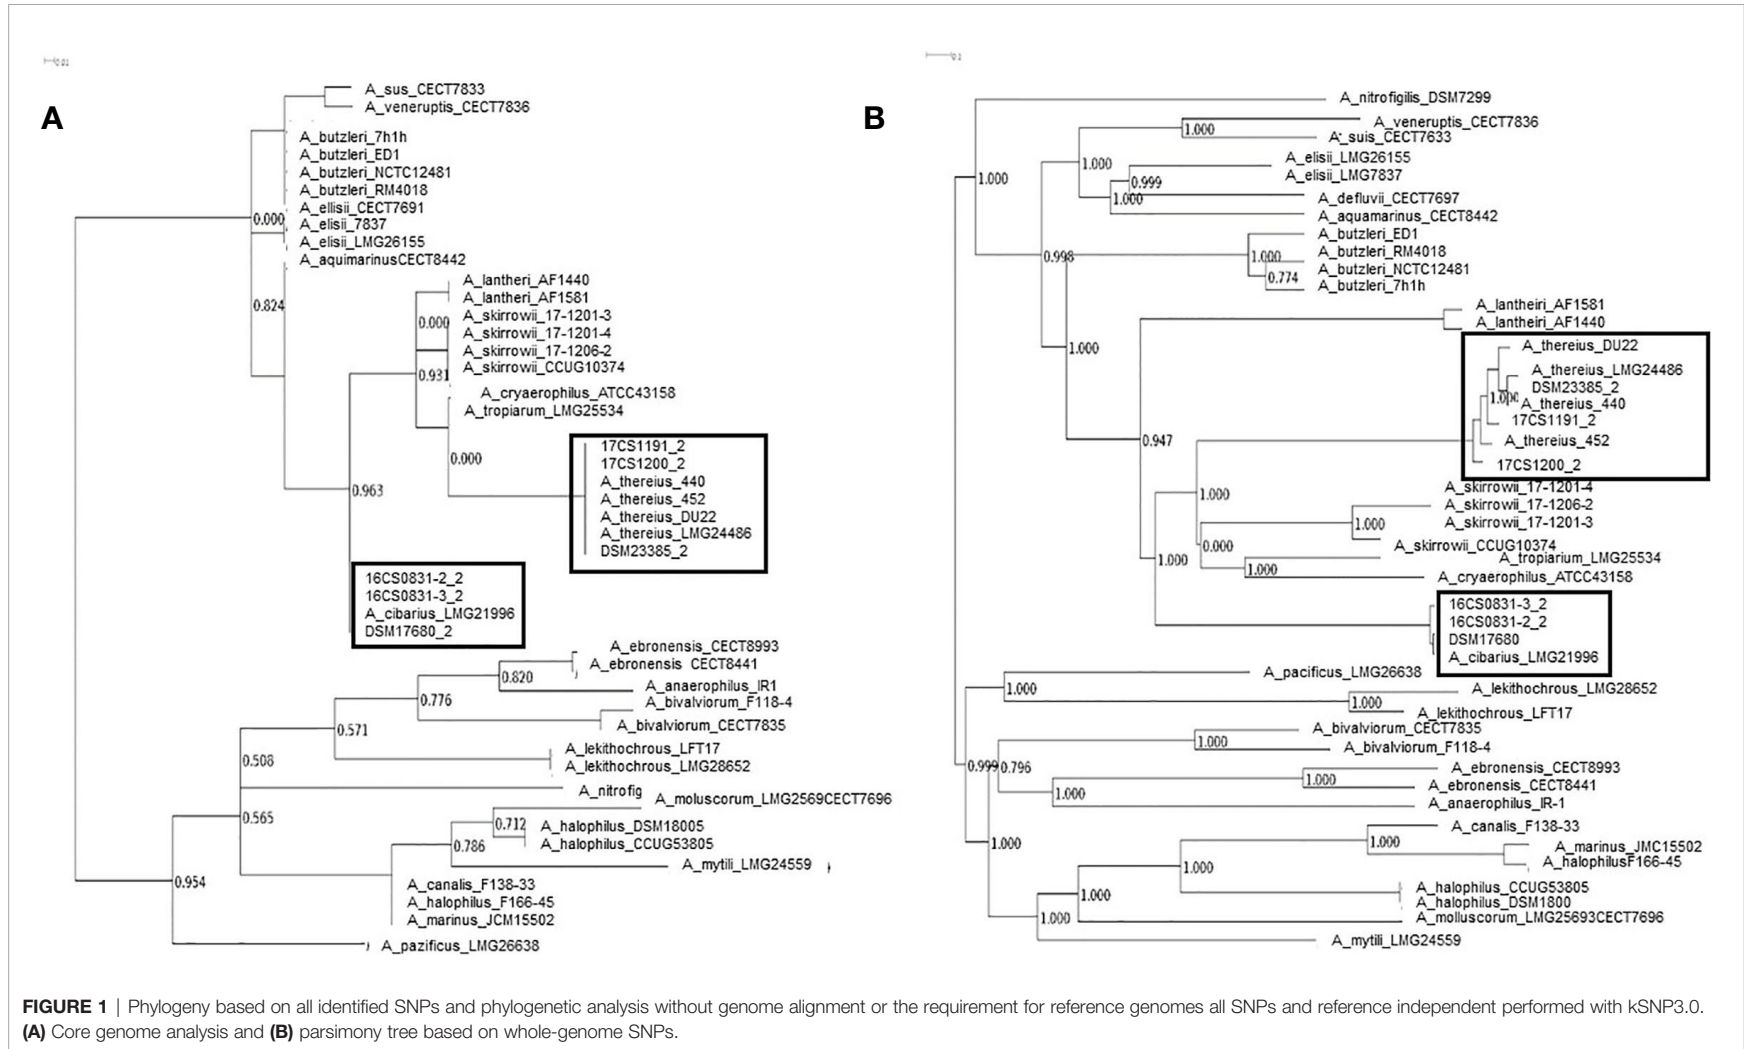 0.01
A
A_sus_CECT7833
A_veneruptis_CECT7836
A_butzleri_7h1h
A_butzleri_ED1
A_butzleri_NCTC12481
A_butzleri_RM4018
A_ellisii_CECT7691
0.000
A_elisii_7837
A_elisii_LMG26155
A_aquimarinusCECT8442
0.824
A_lantheri_AF1440
A_lantheri_AF1581
A_skirrowii_17-1201-3
0.000
A_skirrowii_17-1201-4
A_skirrowii_17-1206-2
A_skirrowii_CCUG10374
0.931
A_cryaerophilus_ATCC43158
A_tropiarum_LMG25534
0.000
17CS1191_2
17CS1200_2
A_thereius_440
A_thereius_452
A_thereius_DU22
A_thereius_LMG24486
DSM23385_2
0.963
16CS0831-2_2
16CS0831-3_2
A_cibarius_LMG21996
DSM17680_2
A_ebronensis_CECT8993
A_ebronensis CECT8441
0.820
A_anaerophilus_IR1
0.776
A_bivalviorum_F118-4
A_bivalviorum_CECT7835
0.571
A_lekithochrous_LFT17
0.508
A_lekithochrous_LMG28652
A_nitrofig
A_moluscorum_LMG2569CECT7696
0.565
0.712
A_halophilus_DSM18005
A_halophilus_CCUG53805
0.786
A_mytili_LMG24559
0.954
A_canalis_F138-33
A_halophilus_F166-45
A_marinus_JCM15502
A_pazificus_LMG26638
0.1
B
A_nitrofigilis_DSM7299
A_veneruptis_CECT7836
1.000
A_suis_CECT7633
1.000
A_elisii_LMG26155
1.000
A_elisii_LMG7837
0.999
1.000
A_defluvii_CECT7697
A_aquamarinus_CECT8442
A_butzleri_ED1
0.998
1.000
A_butzleri_RM4018
A_butzleri_NCTC12481
0.774
A_butzleri_7h1h
A_lantheiri_AF1581
A_lantheiri_AF1440
1.000
A_thereius_DU22
A_thereius_LMG24486
DSM23385_2
1.000
A_thereius_440
17CS1191_2
0.947
A_thereius_452
17CS1200_2
A_skirrowii_17-1201-4
1.000
A_skirrowii_17-1206-2
1.000
A_skirrowii_17-1201-3
0.000
A_skirrowii_CCUG10374
1.000
A_tropiarium_LMG25534
1.000
A_cryaerophilus_ATCC43158
16CS0831-3_2
16CS0831-2_2
DSM17680
A_cibarius_LMG21996
A_pacificus_LMG26638
1.000
A_lekithochrous_LMG28652
1.000
A_lekithochrous_LFT17
A_bivalviorum_CECT7835
1.000
A_bivalviorum_F118-4
0.999
0.796
A_ebronensis_CECT8993
1.000
A_ebronensis_CECT8441
1.000
A_anaerophilus_IR-1
A_canalis_F138-33
1.000
1.000
A_marinus_JMC15502
A_halophilusF166-45
1.000
A_halophilus_CCUG53805
1.000
A_halophilus_DSM1800
1.000
A_molluscorum_LMG25693CECT7696
A_mytili_LMG24559
FIGURE 1 | Phylogeny based on all identified SNPs and phylogenetic analysis without genome alignment or the requirement for reference genomes all SNPs and reference independent performed with kSNP3.0.
(A) Core genome analysis and (B) parsimony tree based on whole-genome SNPs.